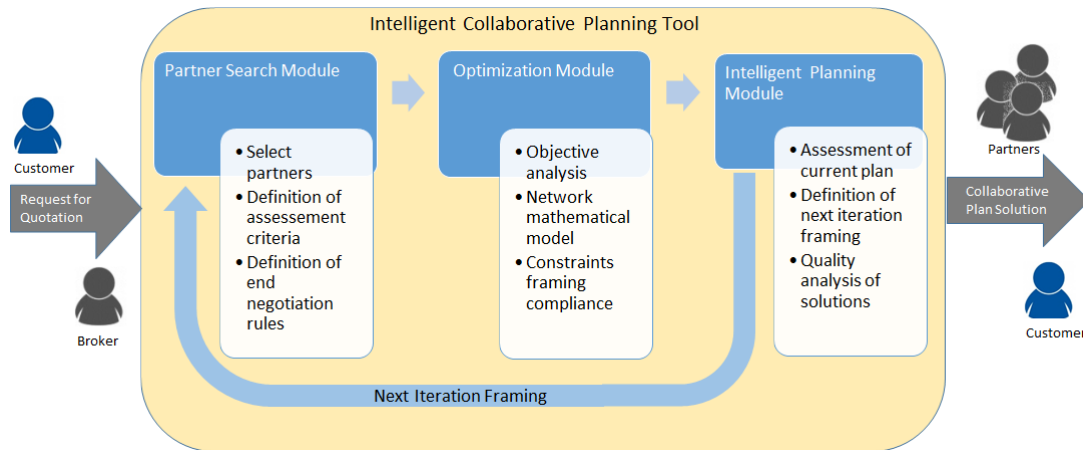 Intelligent Collaborative Planning Tool
Partner Search Module
Optimization Module
Intelligent Planning
Module
• Select
partners
• Definition of
assessement
criteria
• Definition of
end
negotiation
rules
• Objective
analysis
• Network
mathematical
model
• Constraints
framing
compliance
• Assessment of
current plan
• Definition of
next iteration
framing
• Quality
analysis of
solutions
Customer
Request for
Quotation
Broker
Partners
Collaborative
Plan Solution
Customer
Next Iteration Framing